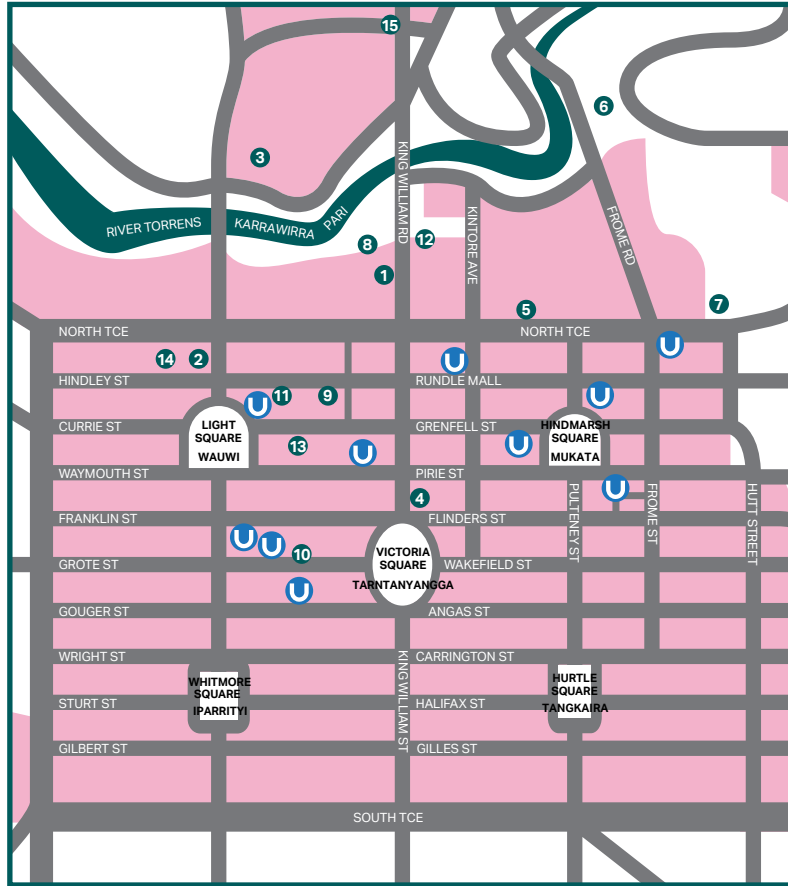 15
6
3
KING WILLIAM RD
PARI
RIVER TORRENS
KARRAWIRRA
KINTORE AVE
FROME RD
8
12
1
5
7
NORTH TCE
NORTH TCE
U
U
14
2
HINDLEY ST
RUNDLE MALL
U
11
9
U
CURRIE ST
LIGHT
SQUARE
WAUWI
GRENFELL ST
HINDMARSH
SQUARE
MUKATA
13
U
U
WAYMOUTH ST
PIRIE ST
4
U
PULTENEY ST
FROME ST
HUTT STREET
FRANKLIN ST
FLINDERS ST
U
U
10
VICTORIA
SQUARE
TARNTANYANGGA
GROTE ST
WAKEFIELD ST
U
GOUGER ST
ANGAS ST
WRIGHT ST
CARRINGTON ST
KING WILLIAM ST
WHITMORE
SQUARE
IPARRITYI
HURTLE
SQUARE
TANGKAIRA
STURT ST
HALIFAX ST
GILBERT ST
GILLES ST
SOUTH TCE